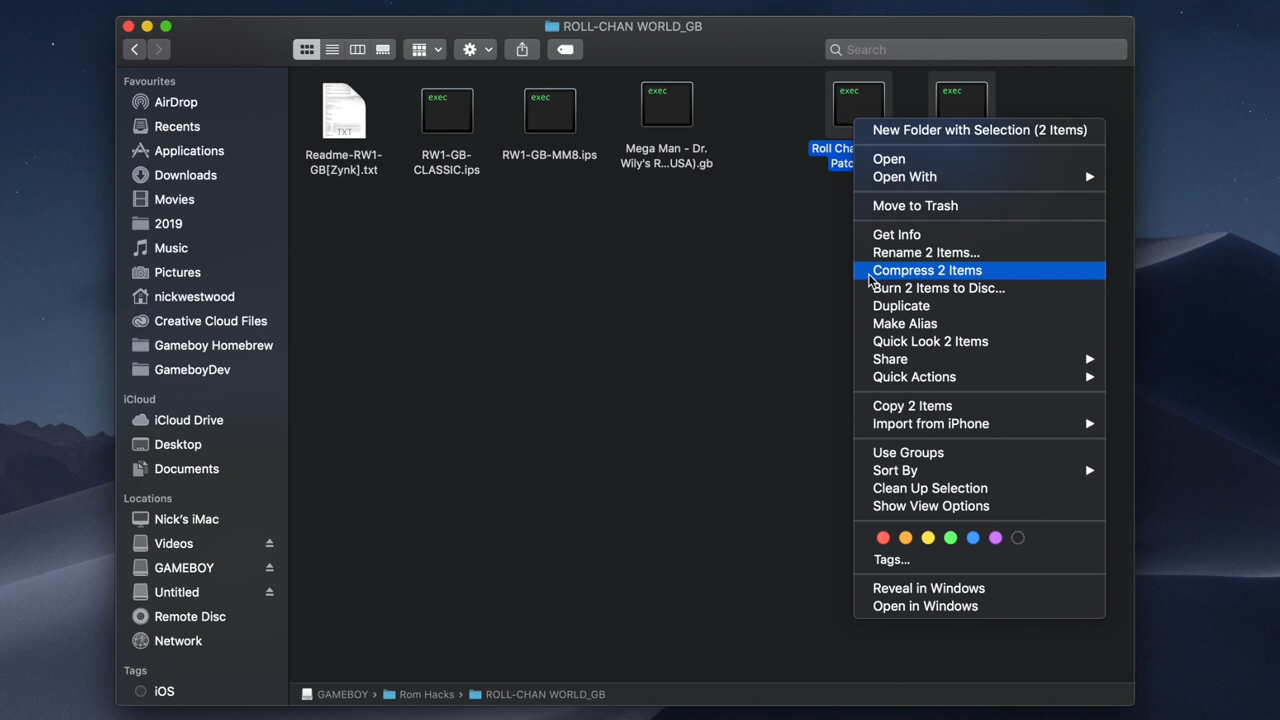 ROLL-CHAN WORLD_GB
Search
Favourites
AirDrop
Recents
Applications
Downloads
Movies
2019
Music
Pictures
nickwestwood
Creative Cloud Files
Gameboy Homebrew
GameboyDev
iCloud
iCloud Drive
Desktop
Documents
Locations
Nick's iMac
Videos
GAMEBOY
Untitled
Remote Disc
Network
Tags
iOS
TXT
Readme-RW1-
GB[Zynk].txt
exec
RW1-GB-
CLASSIC.ips
exec
RW1-GB-MM8.ips
exec
Mega Man - Dr.
Wily's R...USA).gb
exec
Roll Cha
Patc
exec
New Folder with Selection (2 Items)
Open
Open With
Move to Trash
Get Info
Rename 2 Items...
Compress 2 Items
Burn 2 Items to Disc...
Duplicate
Make Alias
Quick Look 2 Items
Share
Quick Actions
Copy 2 Items
Import from iPhone
Use Groups
Sort By
Clean Up Selection
Show View Options
Tags...
Reveal in Windows
Open in Windows
GAMEBOY › Rom Hacks › ROLL-CHAN WORLD_GB